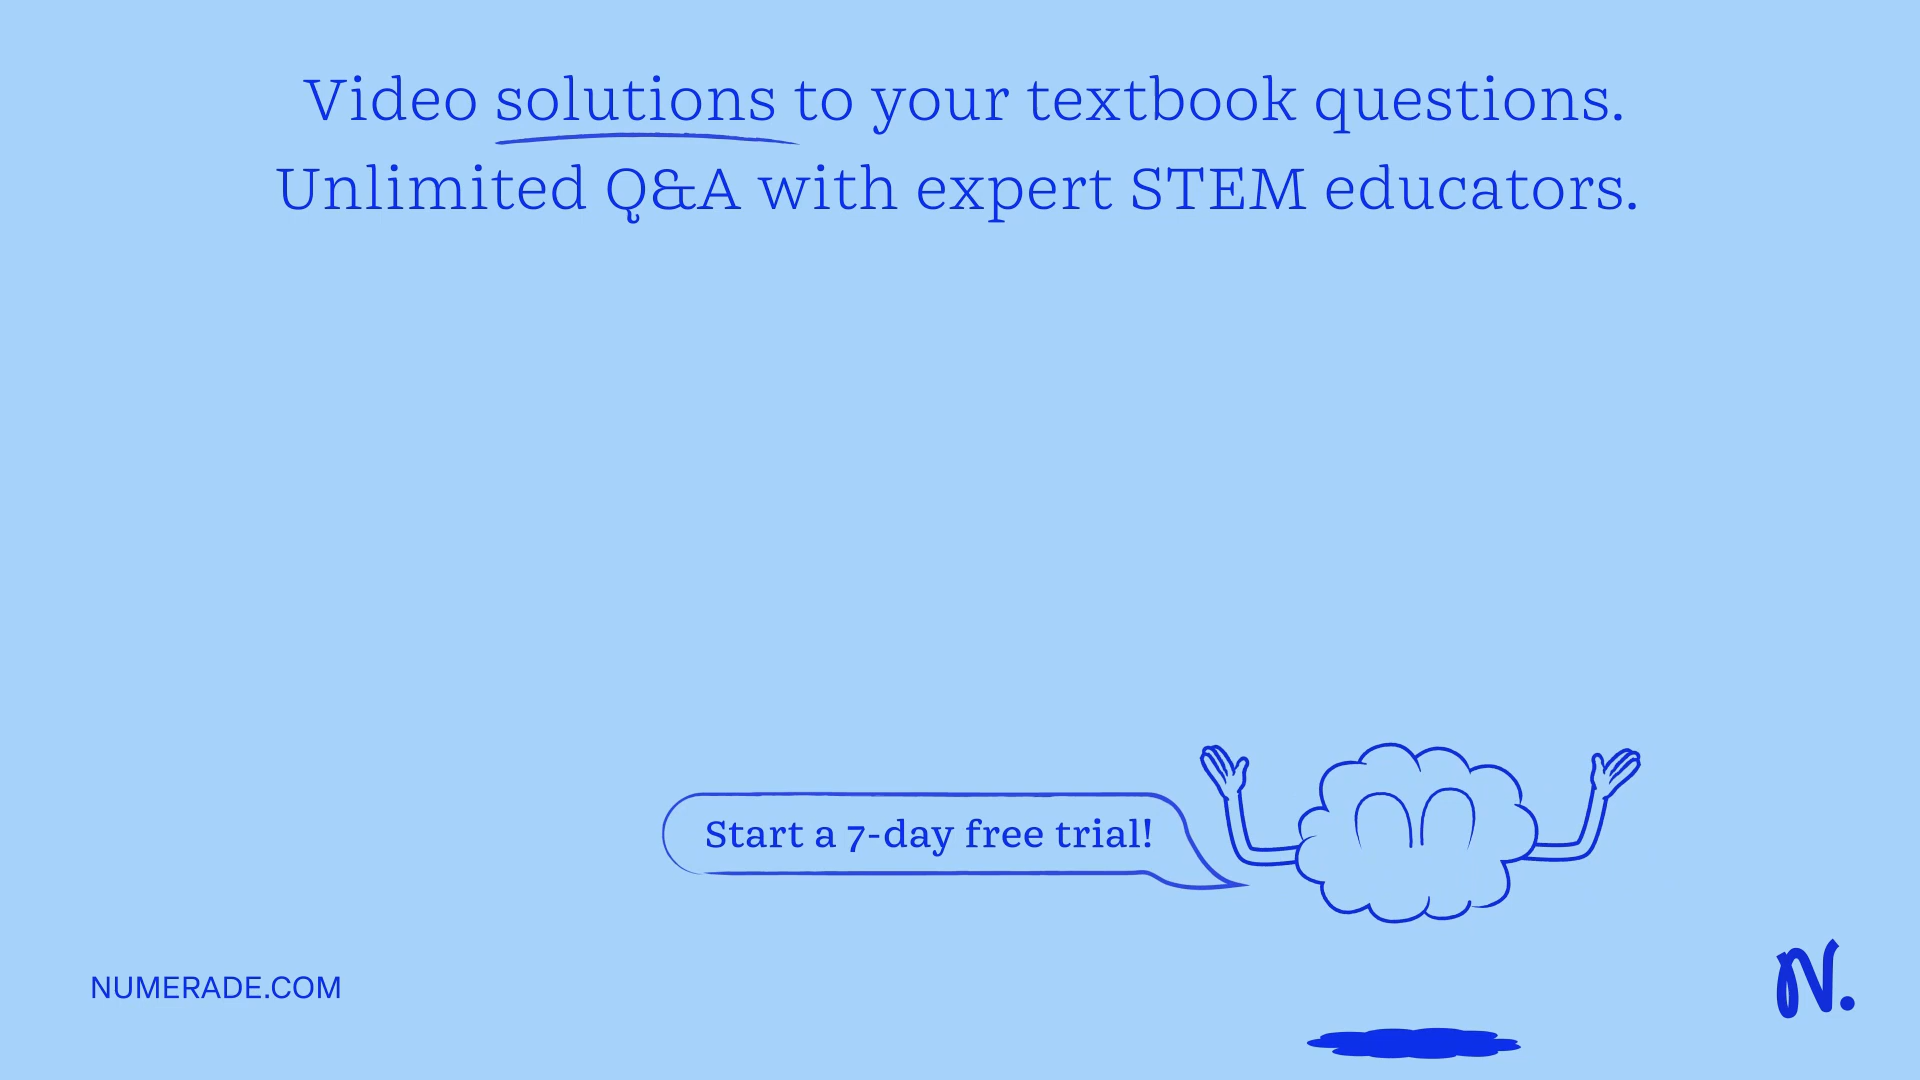 Video solutions to your textbook questions.
Unlimited Q&A with expert STEM educators.
Start a 7-day free trial!
NUMERADE.COM
N.